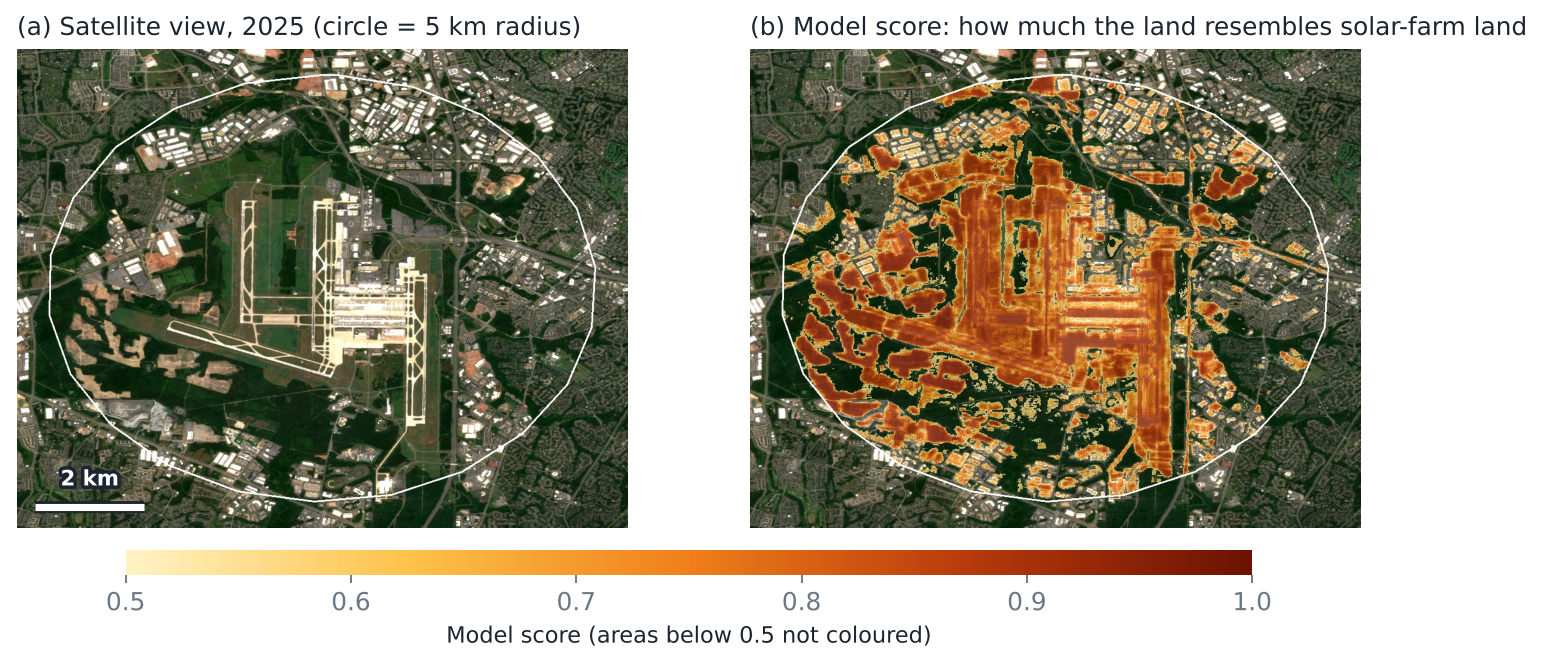 (a) Satellite view, 2025 (circle = 5 km radius)
(b) Model score: how much the land resembles solar-farm land
2 km
0.5 0.6 0.7 0.8 0.9 1.0
Model score (areas below 0.5 not coloured)